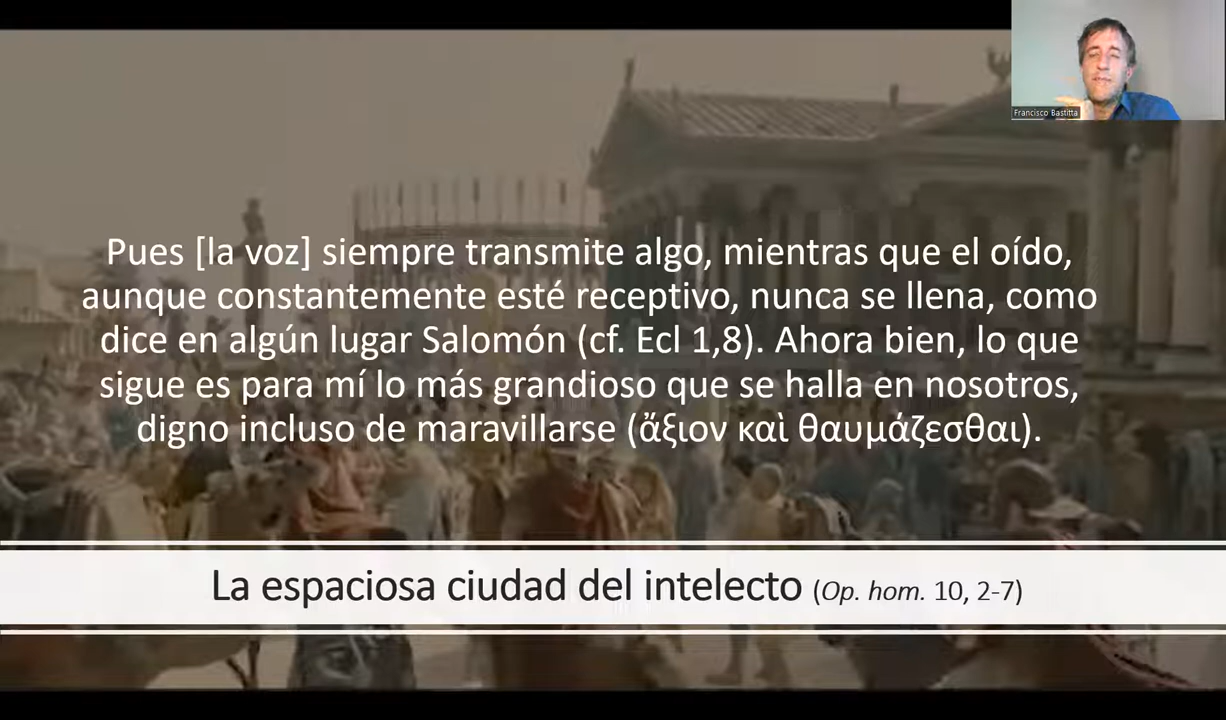 Francisco Bastitta
Pues [la voz] siempre transmite algo, mientras que el oído,
aunque constantemente esté receptivo, nunca se llena, como
dice en algún lugar Salomón (cf. Ecl 1,8). Ahora bien, lo que
sigue es para mí lo más grandioso que se halla en nosotros,
digno incluso de maravillarse (ἄξιον καὶ θαυμάζεσθαι).
La espaciosa ciudad del intelecto (Op. hom. 10, 2-7)